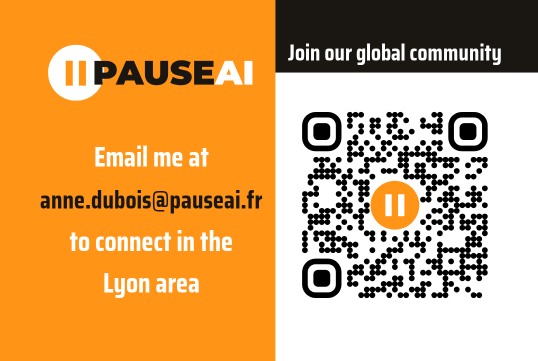 PAUSEAI
Email me at
anne.dubois@pauseai.fr
to connect in the
Lyon area
Join our global community